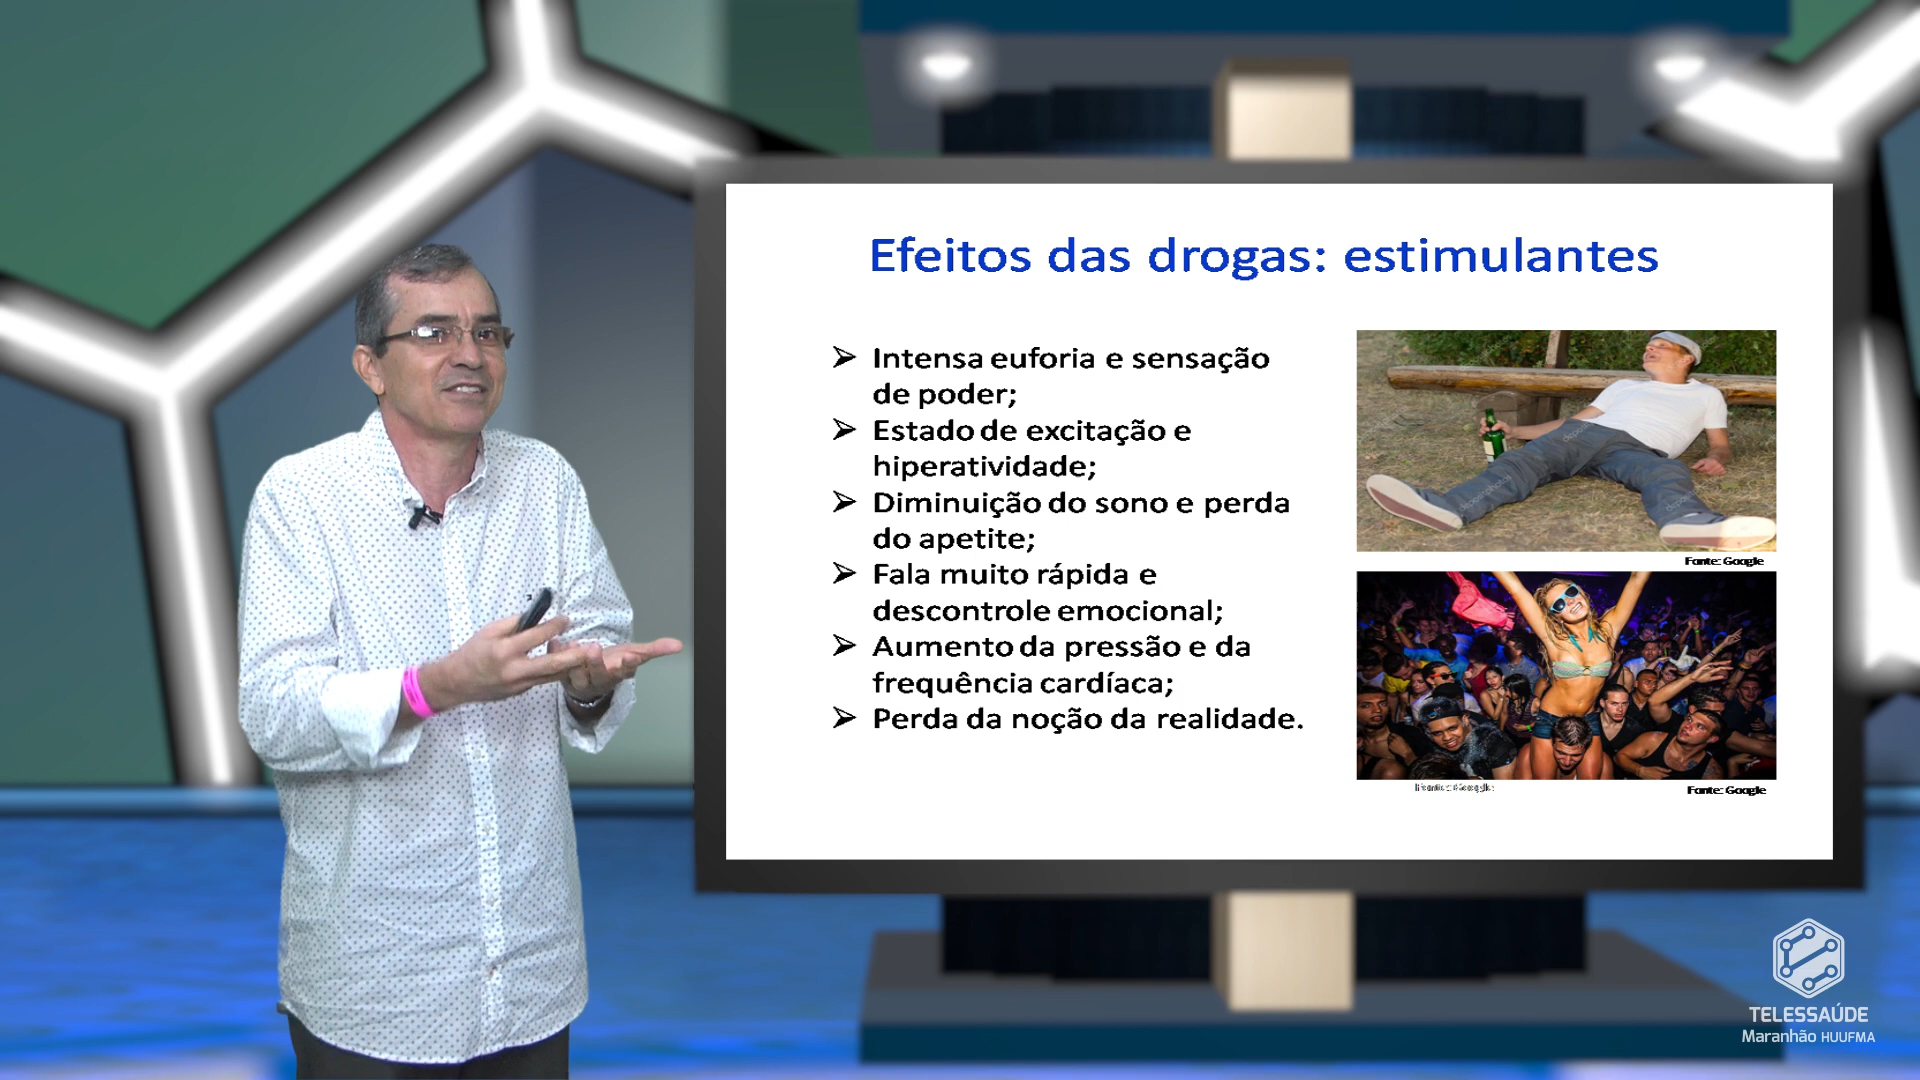 Efeitos das drogas: estimulantes
➢ Intensa euforia e sensação
de poder;
➢ Estado de excitação e
hiperatividade;
➢ Diminuição do sono e perda
do apetite;
➢ Fala muito rápida e
descontrole emocional;
➢ Aumento da pressão e da
frequência cardíaca;
➢ Perda da noção da realidade.
Fonte: Google
Fonte: Google
TELESSAÚDE
Maranhão HUUFMA